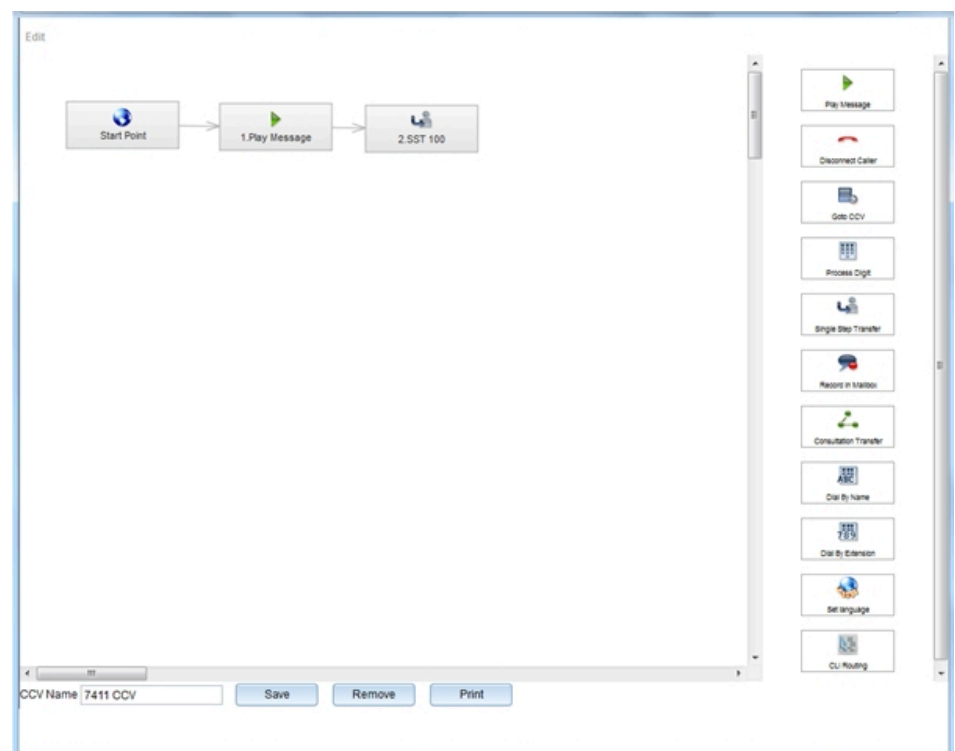 Edit
Start Point
1.Play Message
2.SST 100
Play Message
Disconnect Caller
Goto CCV
Process Digit
Single Step Transfer
Record in Mailbox
Consultation Transfer
ABC
Dial By Name
789
Dial By Extension
Set language
CLI Routing
CCV Name 7411 CCV Save Remove Print